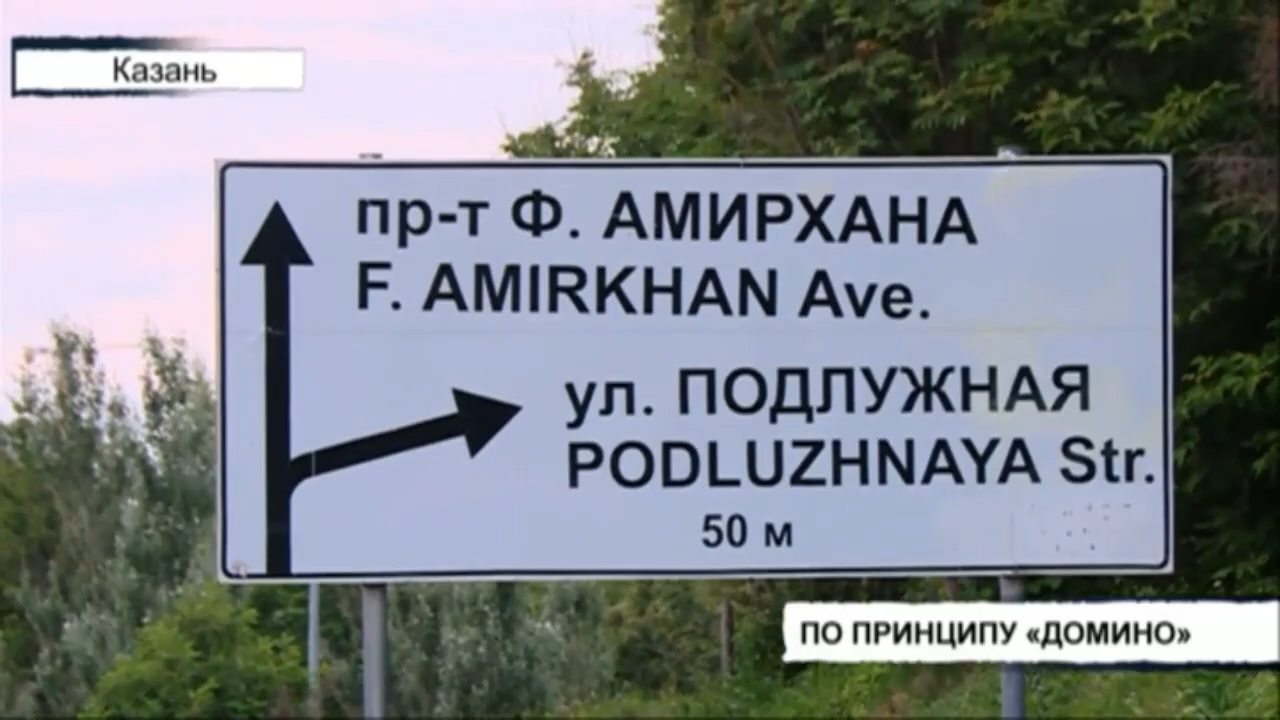 Казань
пр-т Ф. АМИРХАНА
F. AMIRKHAN Ave.
ул. ПОДЛУЖНАЯ
PODLUZHNAYA Str.
50 м
ПО ПРИНЦИПУ «ДОМИНО»